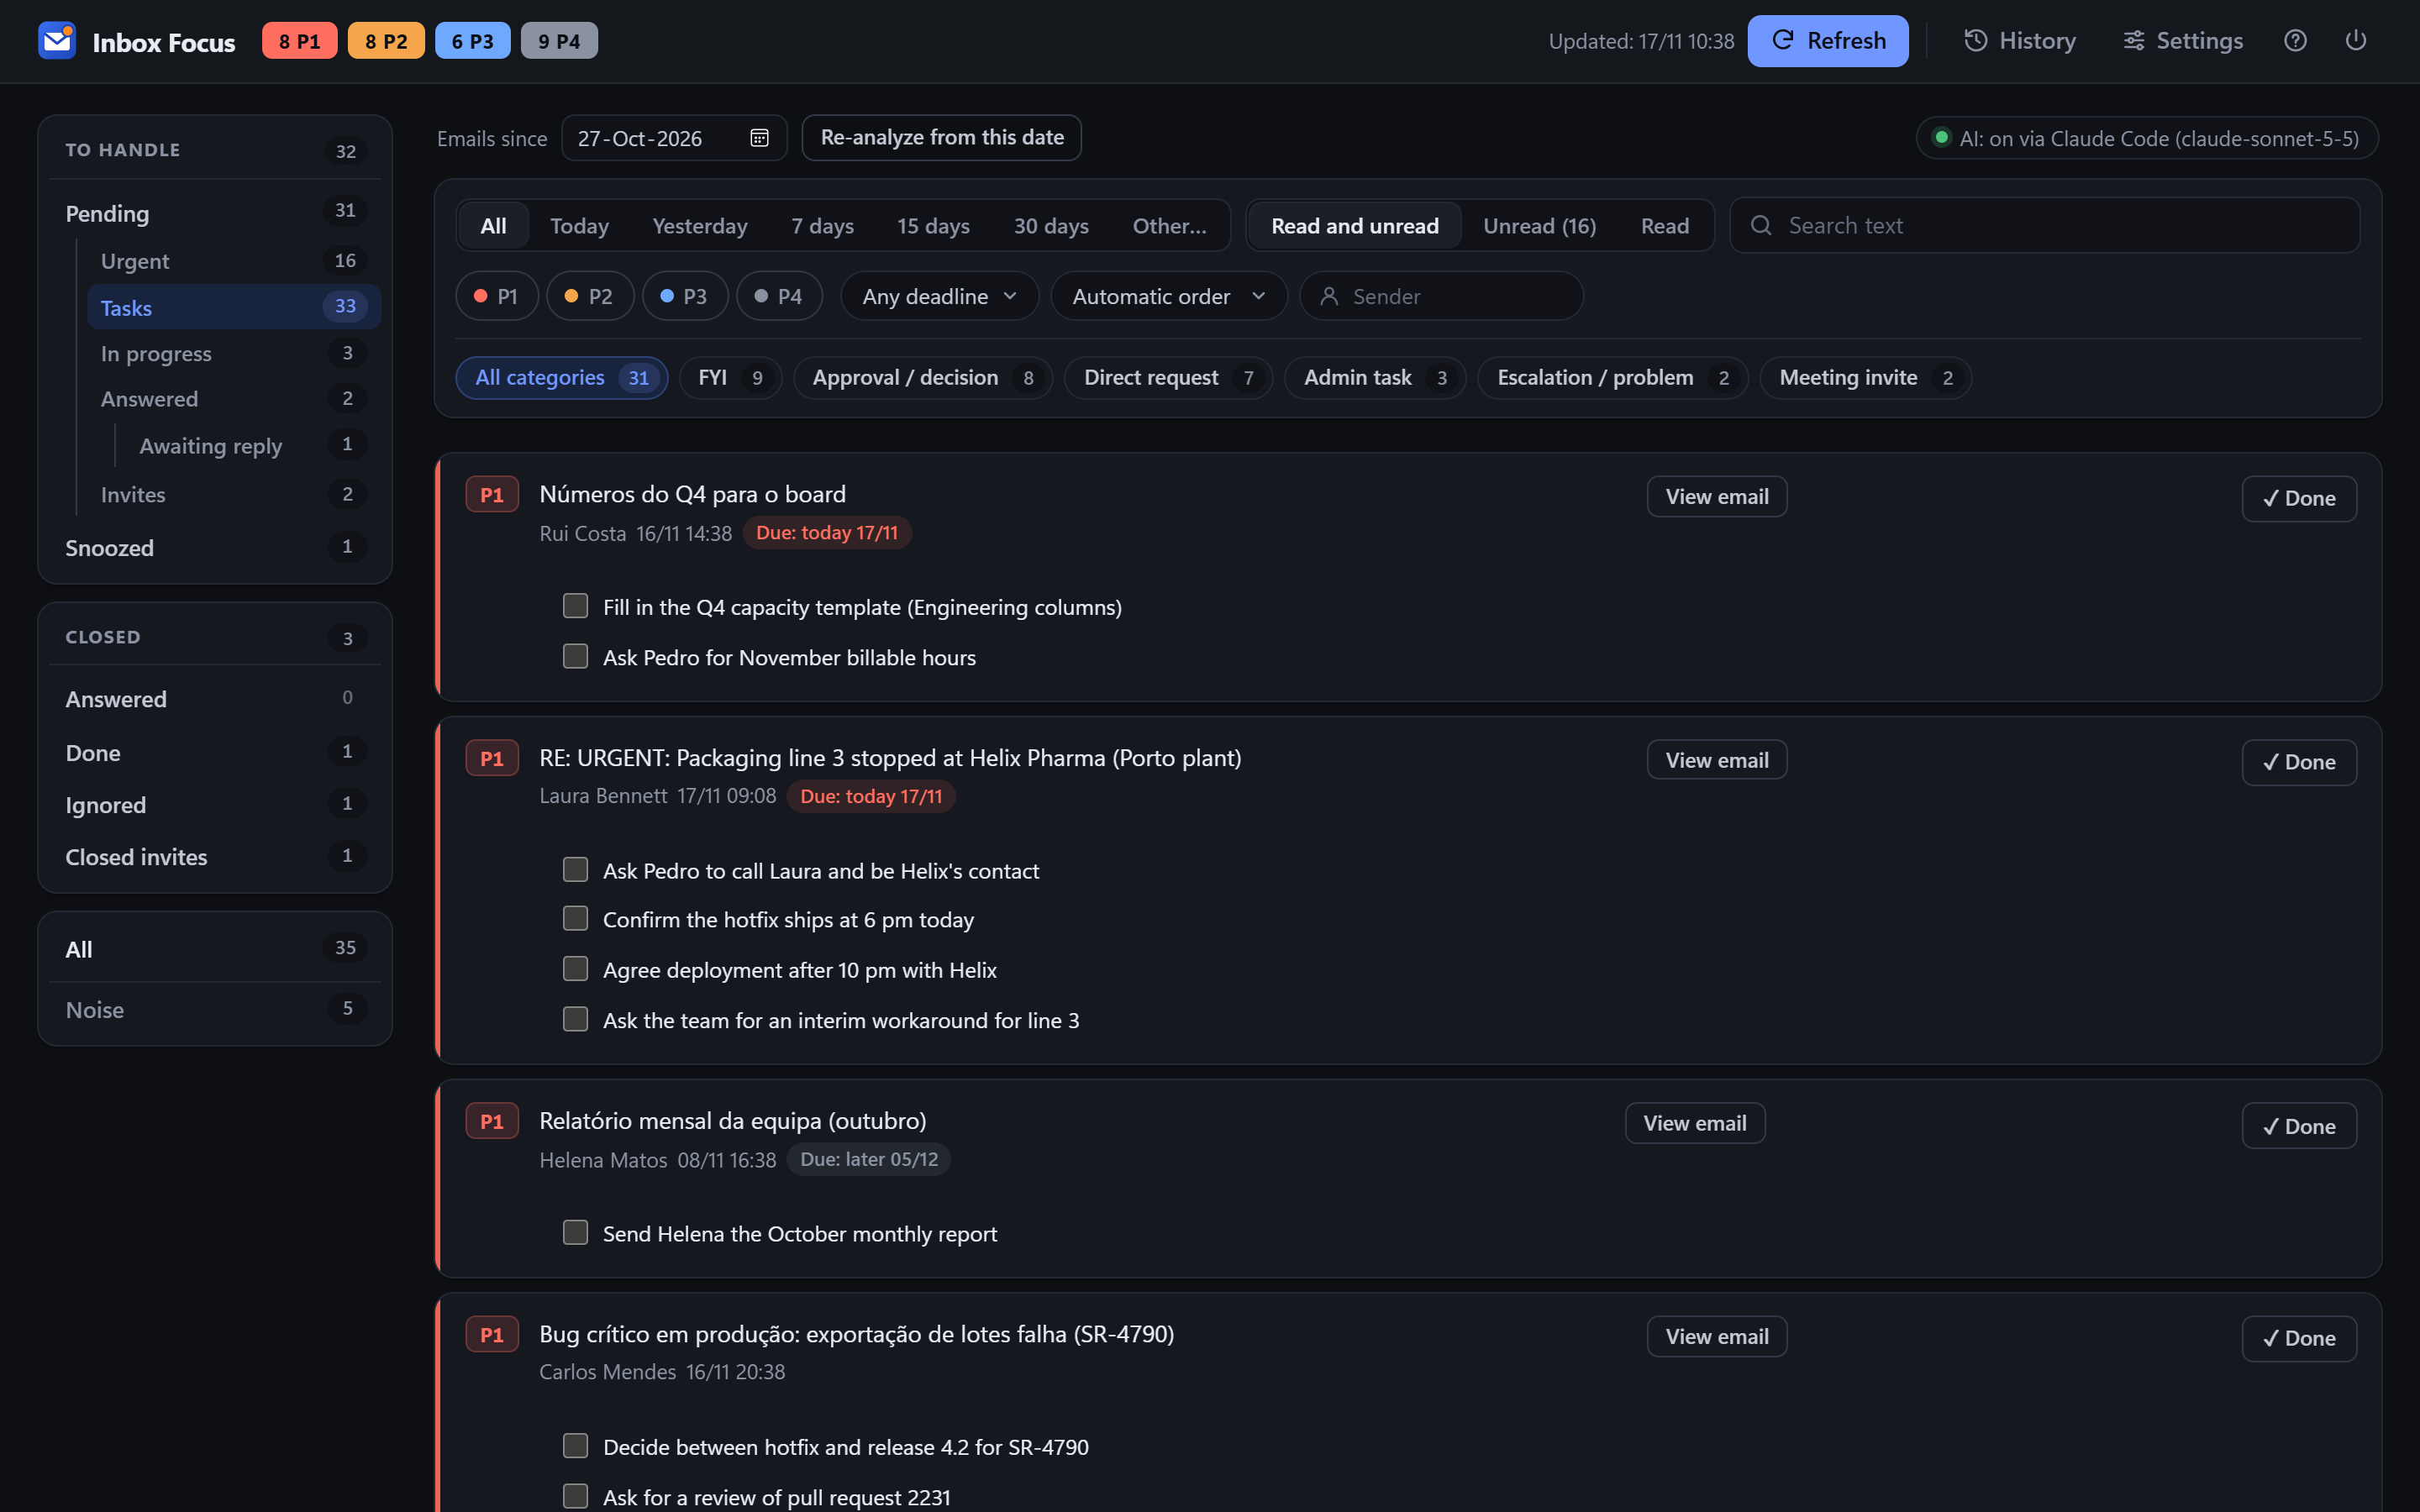 Inbox Focus
8 P1
8 P2
6 P3
9 P4
Updated: 17/11 10:38
Refresh
History
Settings
TO HANDLE 32
Pending 31
Urgent 16
Tasks 33
In progress 3
Answered 2
Awaiting reply 1
Invites 2
Snoozed 1
CLOSED 3
Answered 0
Done 1
Ignored 1
Closed invites 1
All 35
Noise 5
Emails since 27-Oct-2026 Re-analyze from this date
AI: on via Claude Code (claude-sonnet-5-5)
All Today Yesterday 7 days 15 days 30 days Other...
Read and unread Unread (16) Read
Search text
P1 P2 P3 P4
Any deadline
Automatic order
Sender
All categories 31
FYI 9
Approval / decision 8
Direct request 7
Admin task 3
Escalation / problem 2
Meeting invite 2
P1 Números do Q4 para o board View email ✓ Done
Rui Costa 16/11 14:38 Due: today 17/11
Fill in the Q4 capacity template (Engineering columns)
Ask Pedro for November billable hours
P1 RE: URGENT: Packaging line 3 stopped at Helix Pharma (Porto plant) View email ✓ Done
Laura Bennett 17/11 09:08 Due: today 17/11
Ask Pedro to call Laura and be Helix's contact
Confirm the hotfix ships at 6 pm today
Agree deployment after 10 pm with Helix
Ask the team for an interim workaround for line 3
P1 Relatório mensal da equipa (outubro) View email ✓ Done
Helena Matos 08/11 16:38 Due: later 05/12
Send Helena the October monthly report
P1 Bug crítico em produção: exportação de lotes falha (SR-4790) View email ✓ Done
Carlos Mendes 16/11 20:38
Decide between hotfix and release 4.2 for SR-4790
Ask for a review of pull request 2231